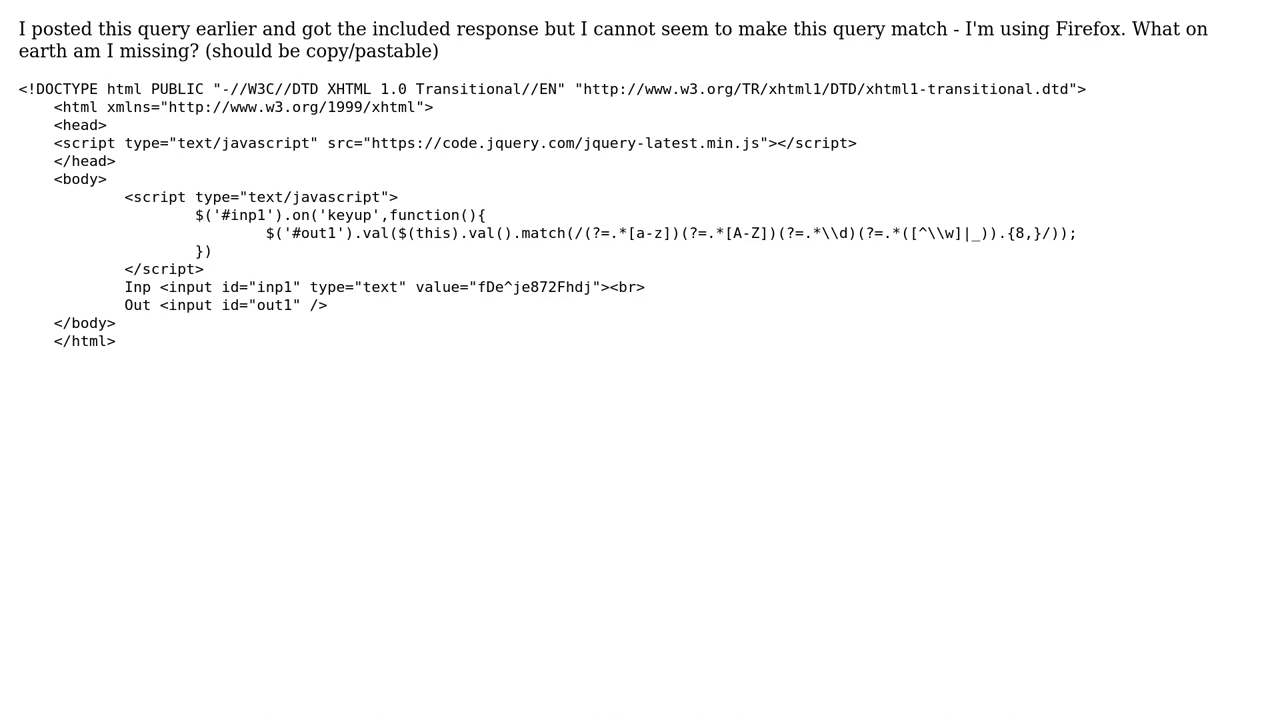 I posted this query earlier and got the included response but I cannot seem to make this query match - I'm using Firefox. What on
earth am I missing? (should be copy/pastable)
<!DOCTYPE html PUBLIC "-//W3C//DTD XHTML 1.0 Transitional//EN" "http://www.w3.org/TR/xhtml1/DTD/xhtml1-transitional.dtd">
    <html xmlns="http://www.w3.org/1999/xhtml">
    <head>
    <script type="text/javascript" src="https://code.jquery.com/jquery-latest.min.js"></script>
    </head>
    <body>
            <script type="text/javascript">
                    $('#inp1').on('keyup',function(){
                            $('#out1').val($(this).val().match(/(?=.*[a-z])(?=.*[A-Z])(?=.*\\d)(?=.*([^\\w]|_)).{8,}/));
                    })
            </script>
            Inp <input id="inp1" type="text" value="fDe^je872Fhdj"><br>
            Out <input id="out1" />
    </body>
    </html>